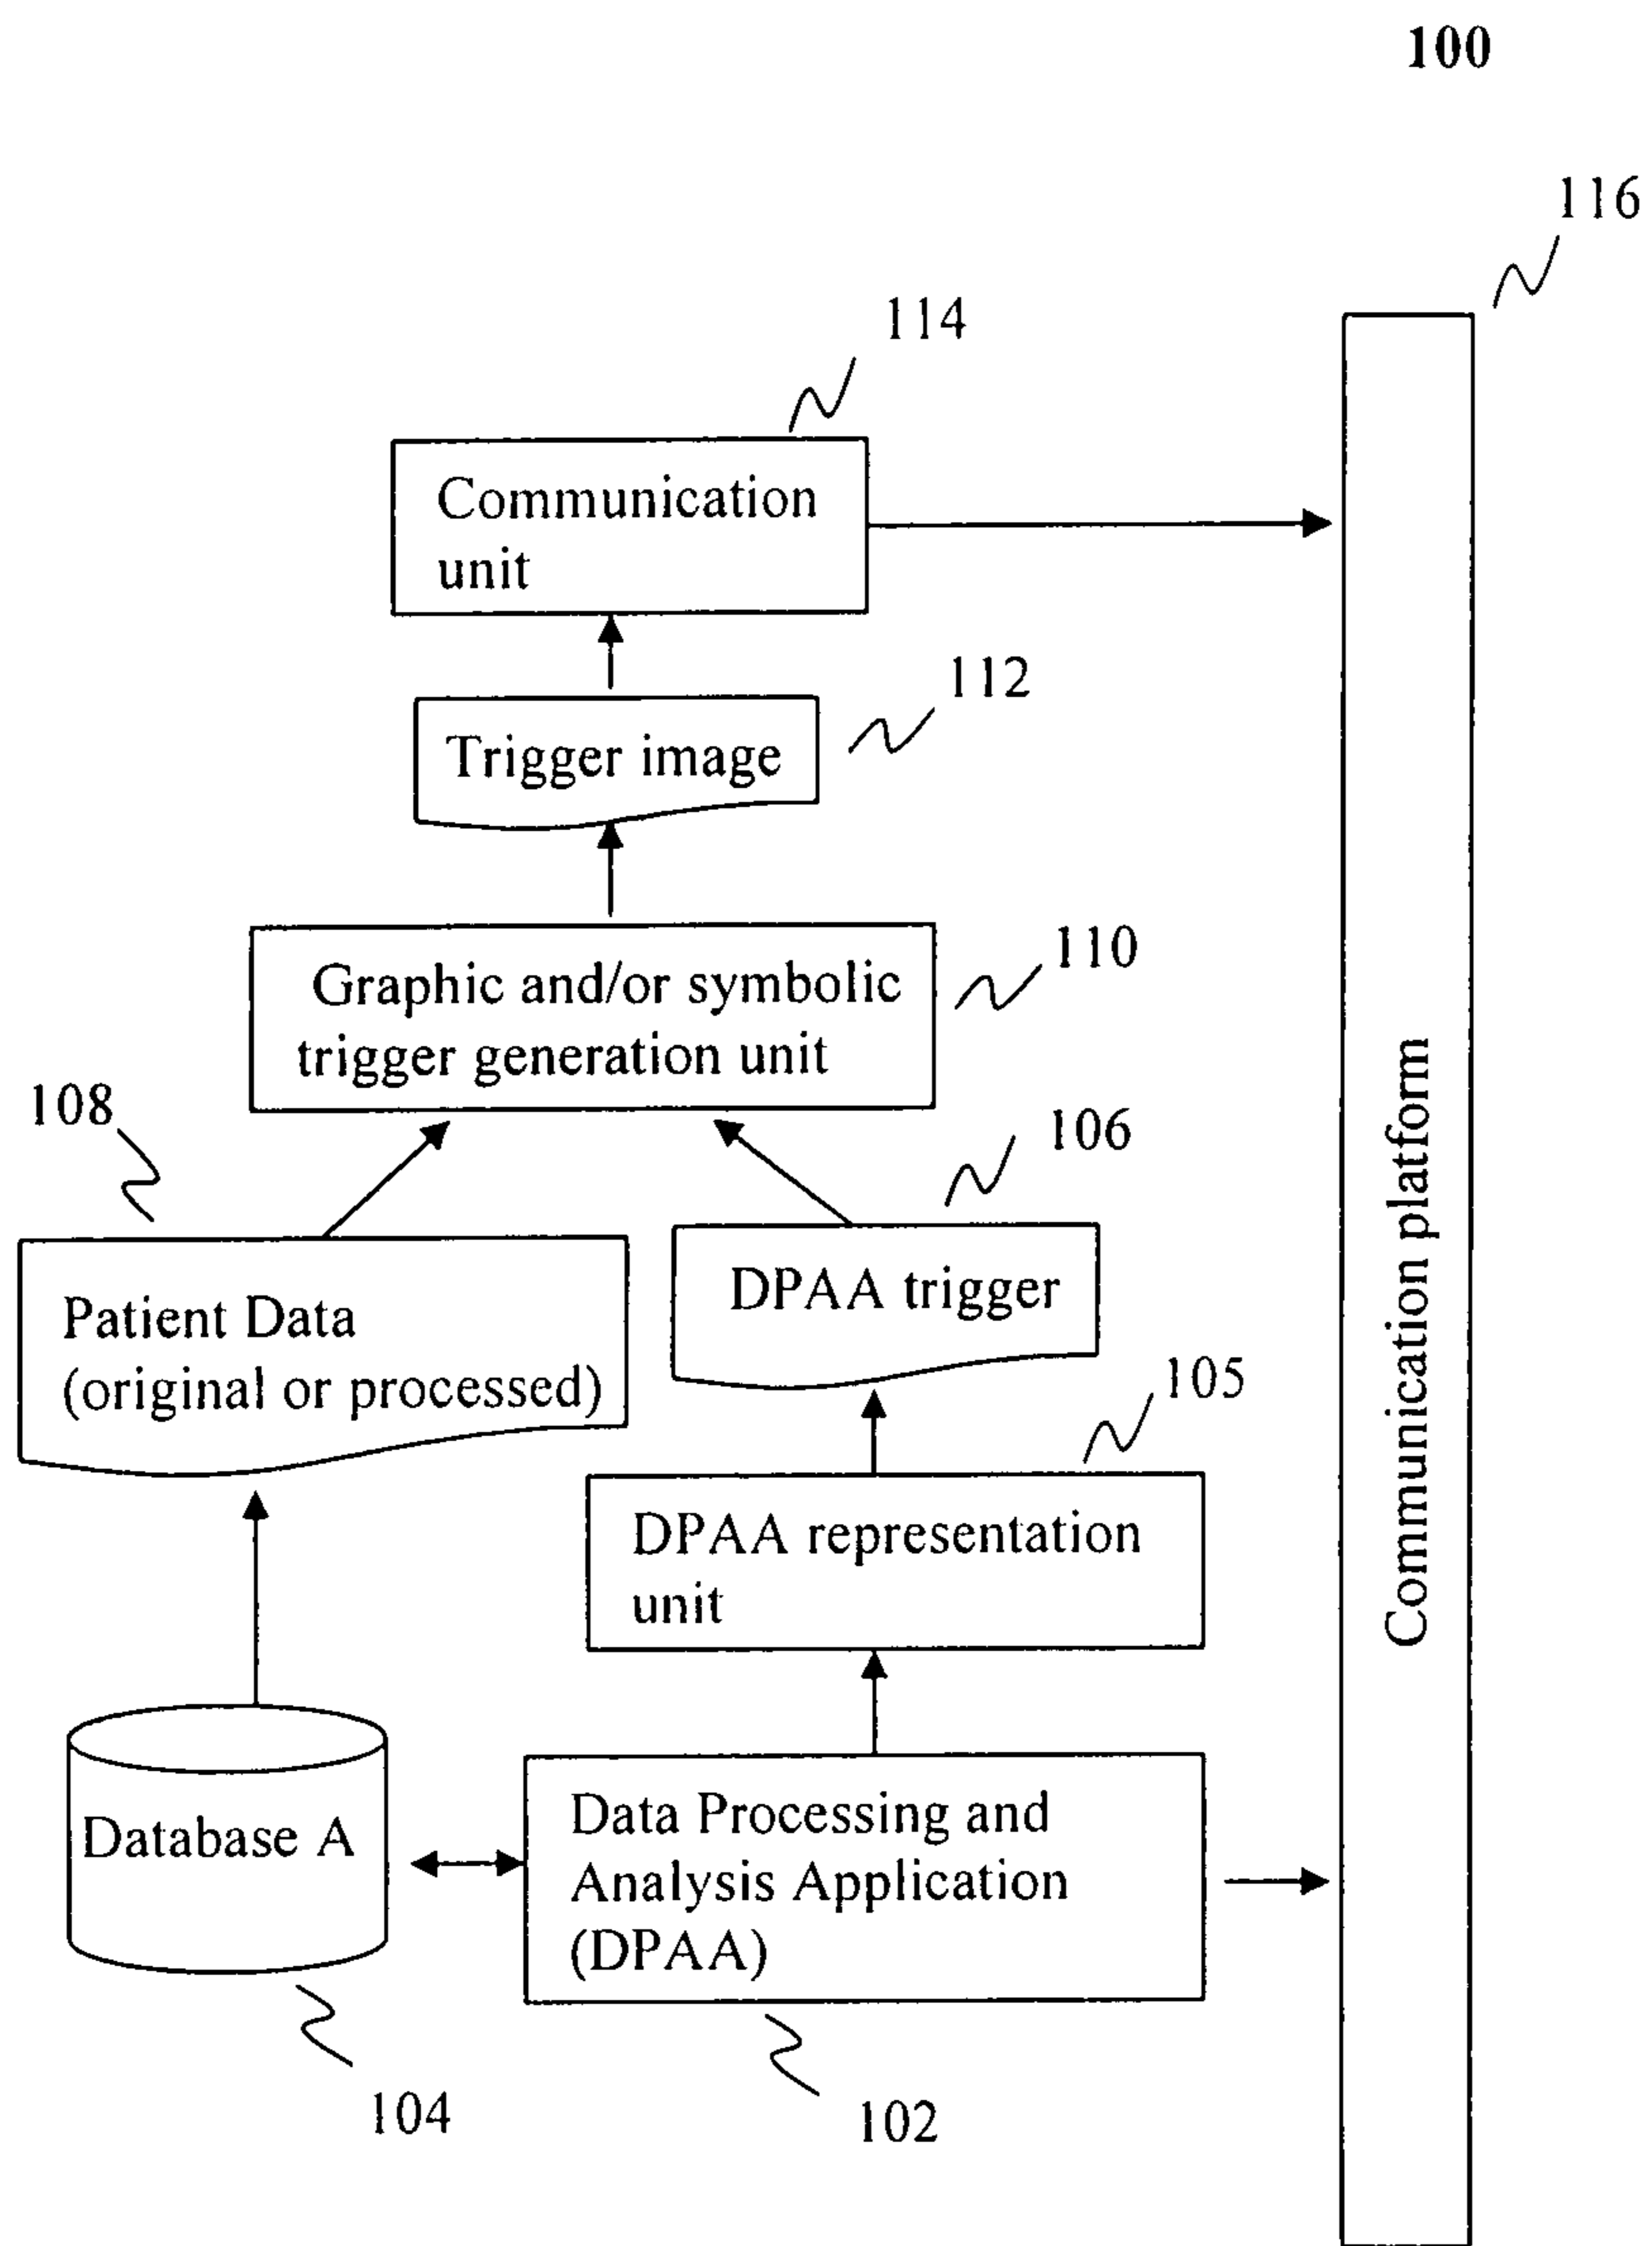 100
116
114
Communication
unit
112
Trigger image
110
Graphic and/or symbolic
trigger generation unit
108
106
Patient Data
(original or processed)
DPAA trigger
105
DPAA representation
unit
Database A
Data Processing and
Analysis Application
(DPAA)
104
102
Communication platform